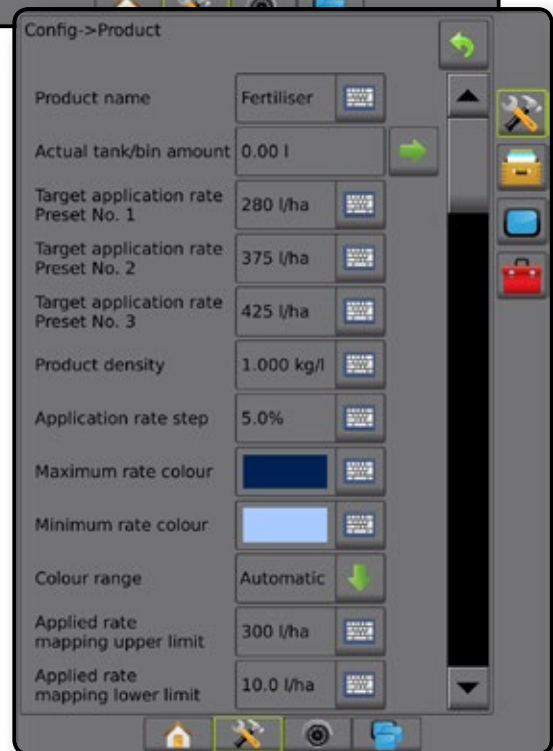 Config->Product
Product name Fertiliser
Actual tank/bin amount 0.00 l
Target application rate
Preset No. 1 280 l/ha
Target application rate
Preset No. 2 375 l/ha
Target application rate
Preset No. 3 425 l/ha
Product density 1.000 kg/l
Application rate step 5.0%
Maximum rate colour
Minimum rate colour
Colour range Automatic
Applied rate
mapping upper limit 300 l/ha
Applied rate
mapping lower limit 10.0 l/ha